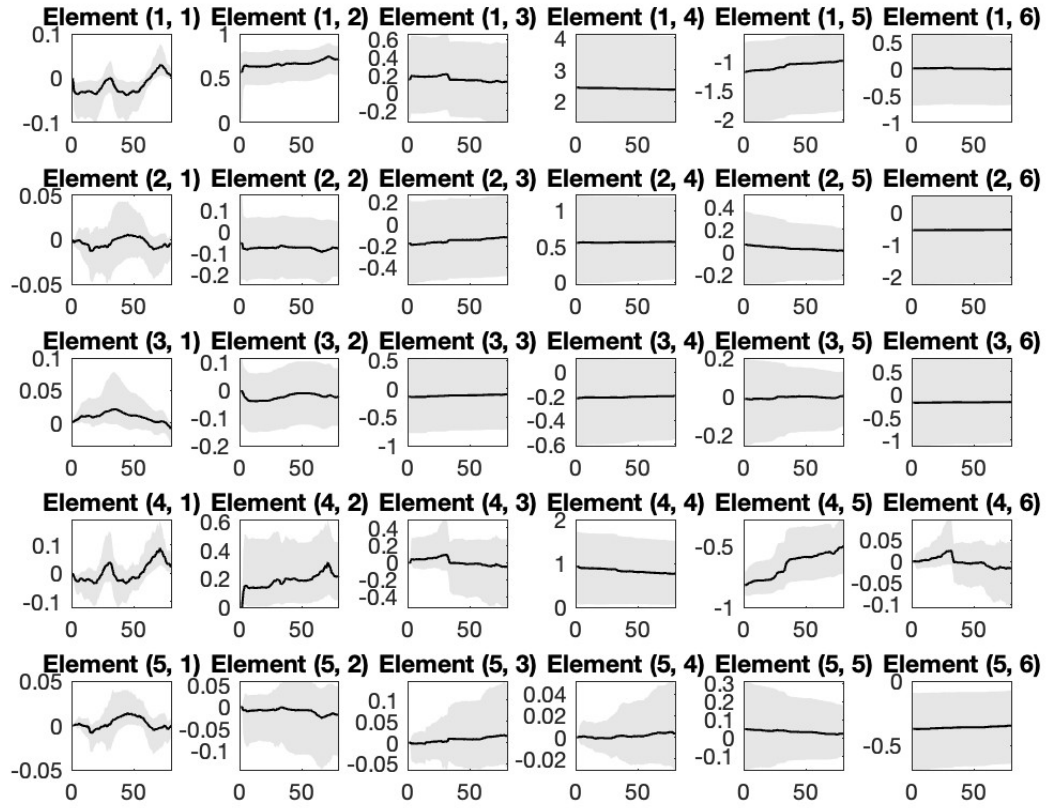 Element (1, 1) Element (1, 2) Element (1, 3) Element (1, 4) Element (1, 5) Element (1, 6)
0.1 1 0.6 4 -1 0.5
0 0.5 0.4 3 -1.5 0
-0.1 0 0.2 2 -2 -0.5
0 -1
-0.2
0 50 0 50 0 50 0 50 0 50 0 50
Element (2, 1) Element (2, 2) Element (2, 3) Element (2, 4) Element (2, 5) Element (2, 6)
0.05 0.1 0.2 1 0.4 0
0 0 0 0.5 0.2 -1
-0.05 -0.1 -0.2 0 0 -2
-0.2 -0.4 -0.2
0 50 0 50 0 50 0 50 0 50 0 50
Element (3, 1) Element (3, 2) Element (3, 3) Element (3, 4) Element (3, 5) Element (3, 6)
0.1 0.1 0.5 0 0.2 0.5
0.05 0 0 -0.2 0 0
0 -0.1 -0.5 -0.4 -0.2 -0.5
-0.2 -1 -0.6 -1
0 50 0 50 0 50 0 50 0 50 0 50
Element (4, 1) Element (4, 2) Element (4, 3) Element (4, 4) Element (4, 5) Element (4, 6)
0.1 0.6 0.4 2 -0.5 0.05
0 0.4 0.2 1 -1 0
-0.1 0.2 0 0 -0.05
0 -0.2 -0.1
-0.4
0 50 0 50 0 50 0 50 0 50 0 50
Element (5, 1) Element (5, 2) Element (5, 3) Element (5, 4) Element (5, 5) Element (5, 6)
0.05 0.05 0.1 0.04 0.3 0
0 0 0.05 0.02 0.2 -0.5
-0.05 -0.05 0 0 0.1
-0.1 -0.05 -0.02 0
-0.1
0 50 0 50 0 50 0 50 0 50 0 50